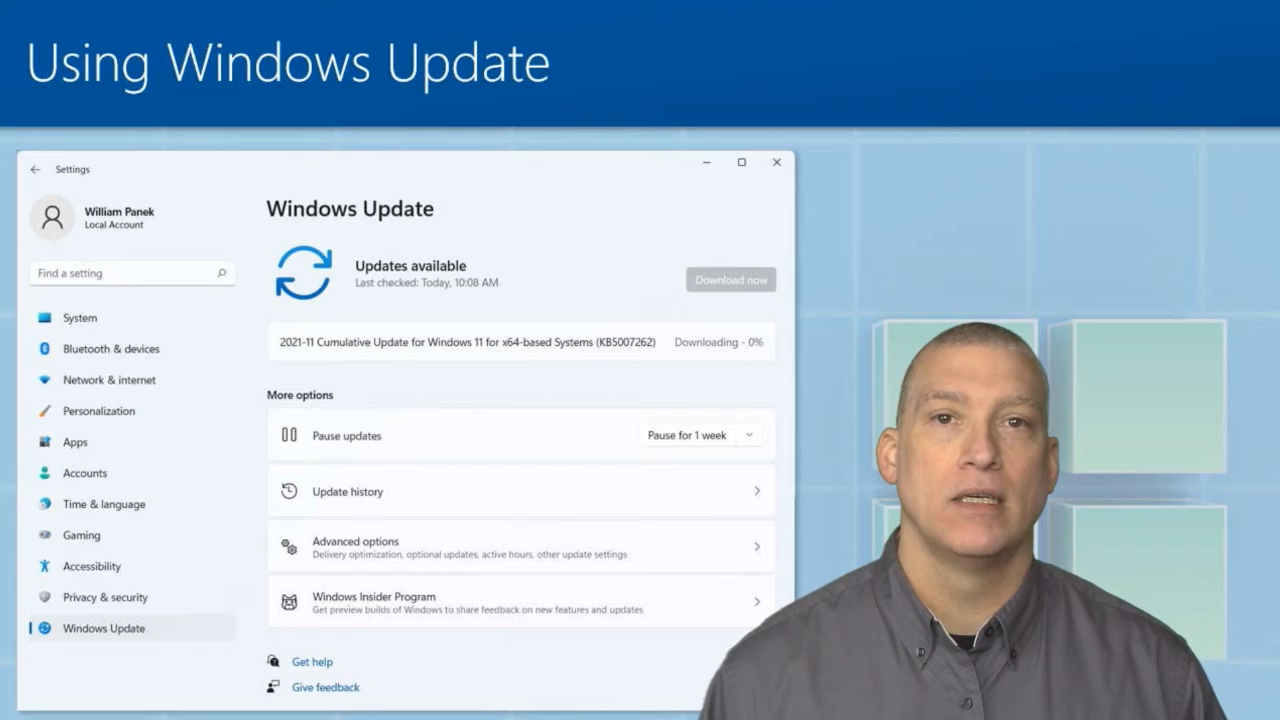 Using Windows Update
Settings
William Panek
Local Account
Find a setting
System
Bluetooth & devices
Network & internet
Personalization
Apps
Accounts
Time & language
Gaming
Accessibility
Privacy & security
Windows Update
Windows Update
Updates available
Last checked: Today, 10:08 AM
Download now
2021-11 Cumulative Update for Windows 11 for x64-based Systems (KB5007262) Downloading - 0%
More options
Pause updates Pause for 1 week
Update history
Advanced options
Delivery optimization, optional updates, active hours, other update settings
Windows Insider Program
Get preview builds of Windows to share feedback on new features and updates
Get help
Give feedback